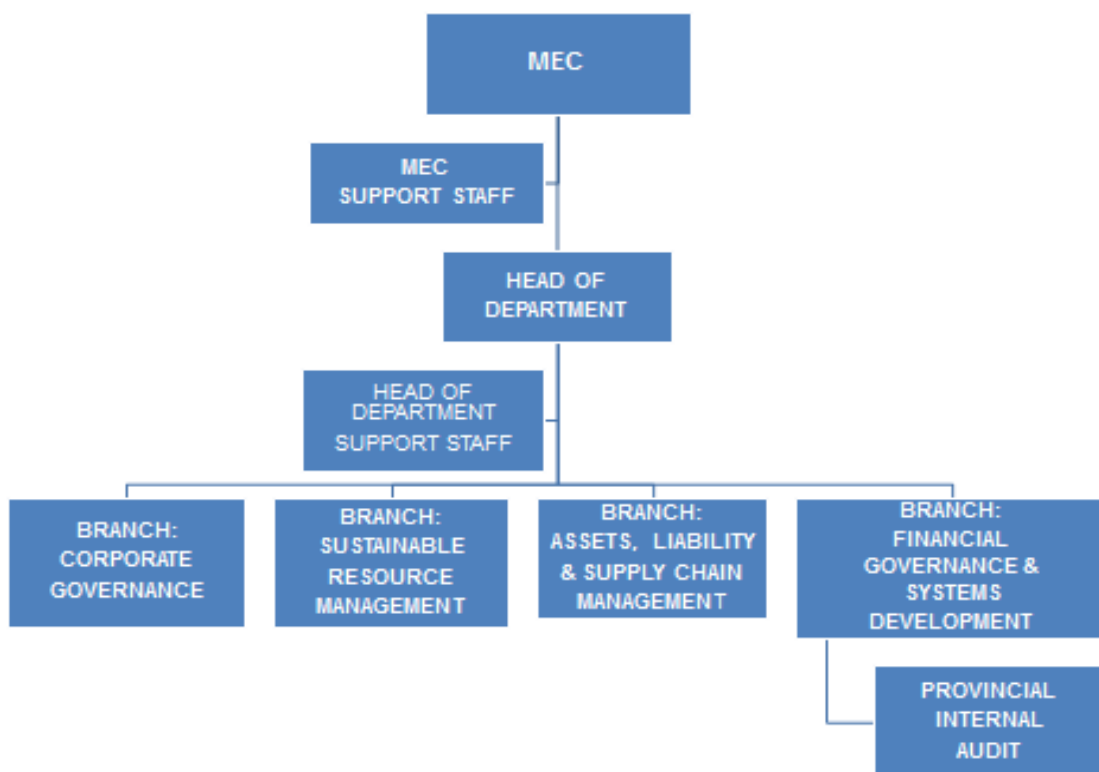 MEC
MEC
SUPPORT STAFF
HEAD OF
DEPARTMENT
HEAD OF
DEPARTMENT
SUPPORT STAFF
BRANCH:
CORPORATE
GOVERNANCE
BRANCH:
SUSTAINABLE
RESOURCE
MANAGEMENT
BRANCH:
ASSETS, LIABILITY
& SUPPLY CHAIN
MANAGEMENT
BRANCH:
FINANCIAL
GOVERNANCE &
SYSTEMS
DEVELOPMENT
PROVINCIAL
INTERNAL
AUDIT